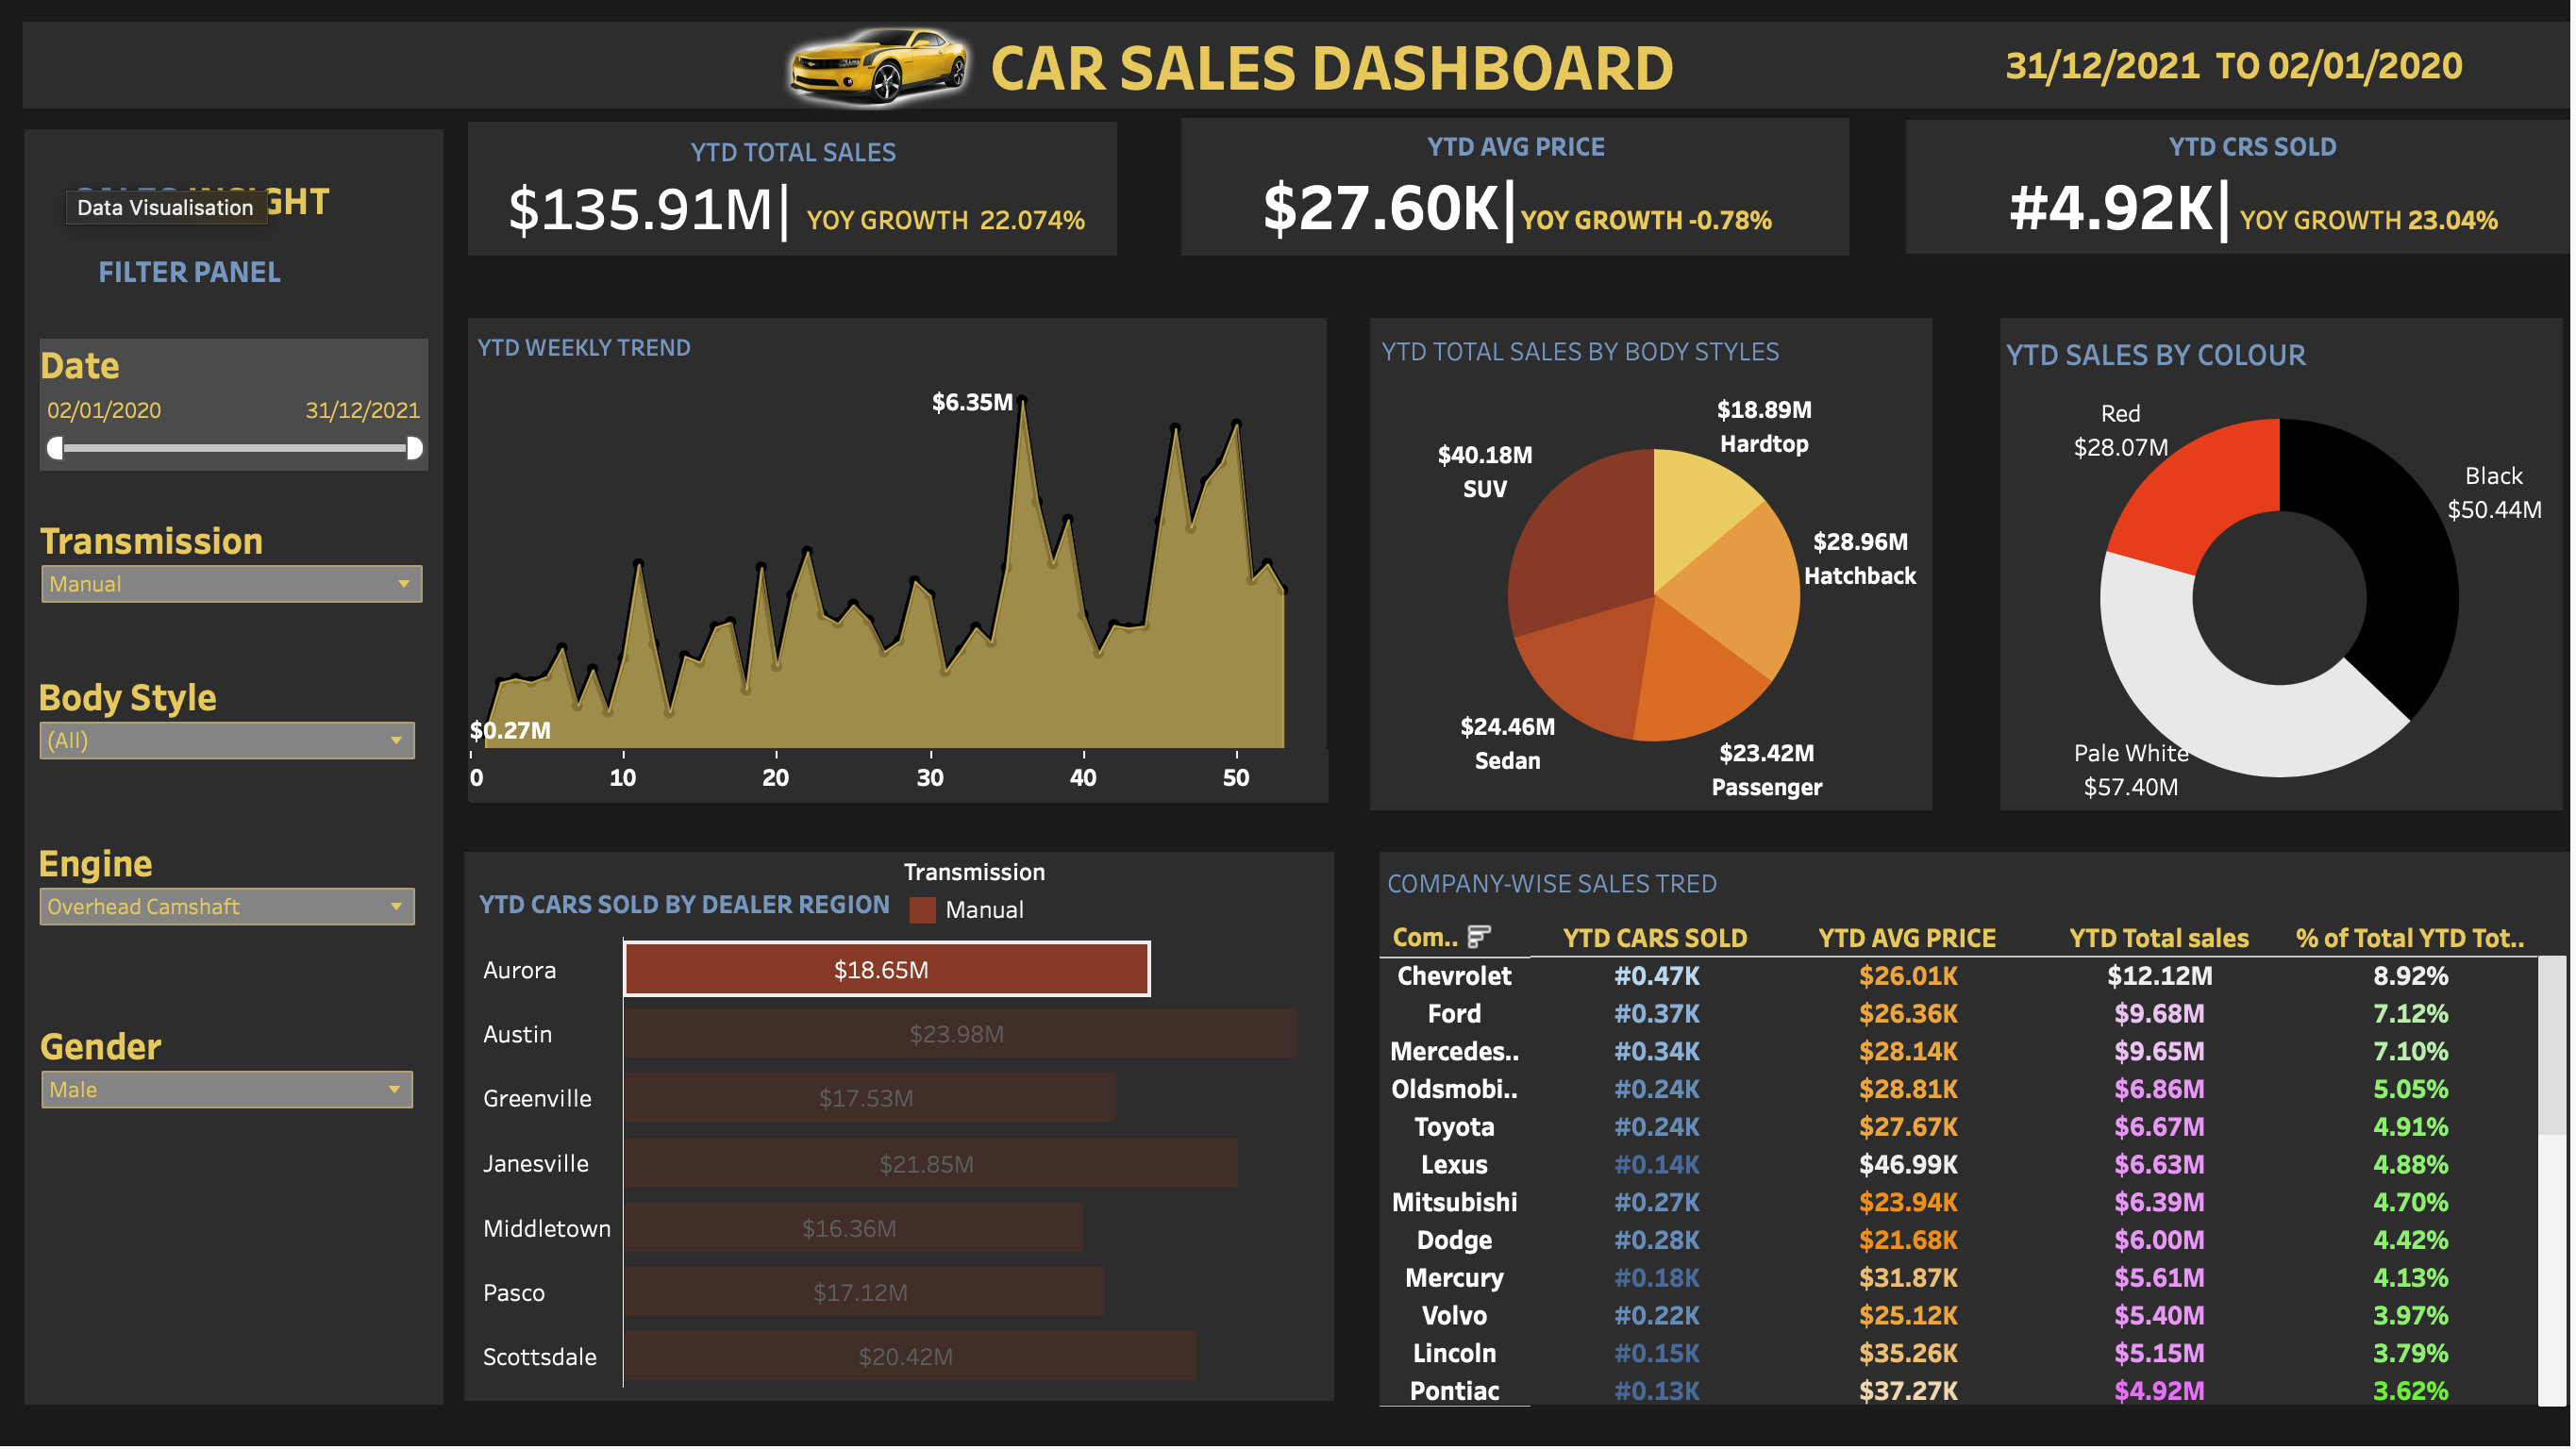 CAR SALES DASHBOARD
31/12/2021 TO 02/01/2020
GHT
Data Visualisation
FILTER PANEL
Date
02/01/2020 31/12/2021
Transmission
Manual
Body Style
(All)
Engine
Overhead Camshaft
Gender
Male
YTD TOTAL SALES
$135.91M| YOY GROWTH 22.074%
YTD AVG PRICE
$27.60K| YOY GROWTH -0.78%
YTD CRS SOLD
#4.92K| YOY GROWTH 23.04%
YTD WEEKLY TREND
$6.35M
$0.27M
0 10 20 30 40 50
YTD TOTAL SALES BY BODY STYLES
$18.89M
Hardtop
$40.18M
SUV
$28.96M
Hatchback
$24.46M
Sedan
$23.42M
Passenger
YTD SALES BY COLOUR
Red
$28.07M
Black
$50.44M
Pale White
$57.40M
Transmission
YTD CARS SOLD BY DEALER REGION
Manual
Aurora $18.65M
Austin $23.98M
Greenville $17.53M
Janesville $21.85M
Middletown $16.36M
Pasco $17.12M
Scottsdale $20.42M
COMPANY-WISE SALES TRED
Com.. YTD CARS SOLD YTD AVG PRICE YTD Total sales % of Total YTD Tot..
Chevrolet #0.47K $26.01K $12.12M 8.92%
Ford #0.37K $26.36K $9.68M 7.12%
Mercedes.. #0.34K $28.14K $9.65M 7.10%
Oldsmobi.. #0.24K $28.81K $6.86M 5.05%
Toyota #0.24K $27.67K $6.67M 4.91%
Lexus #0.14K $46.99K $6.63M 4.88%
Mitsubishi #0.27K $23.94K $6.39M 4.70%
Dodge #0.28K $21.68K $6.00M 4.42%
Mercury #0.18K $31.87K $5.61M 4.13%
Volvo #0.22K $25.12K $5.40M 3.97%
Lincoln #0.15K $35.26K $5.15M 3.79%
Pontiac #0.13K $37.27K $4.92M 3.62%